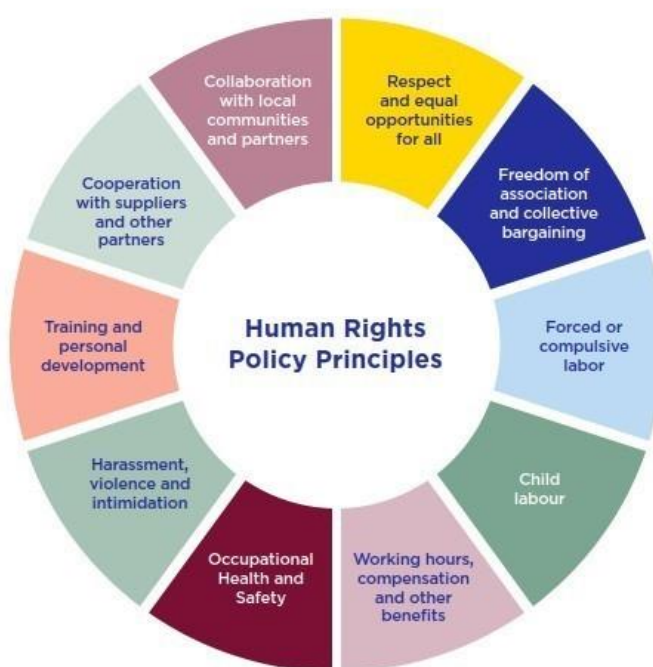 Human Rights
Policy Principles
Respect
and equal
opportunities
for all
Freedom of
association
and collective
bargaining
Forced or
compulsive
labor
Child
labour
Working hours,
compensation
and other
benefits
Occupational
Health and
Safety
Harassment,
violence and
intimidation
Training and
personal
development
Cooperation
with suppliers
and other
partners
Collaboration
with local
communities
and partners